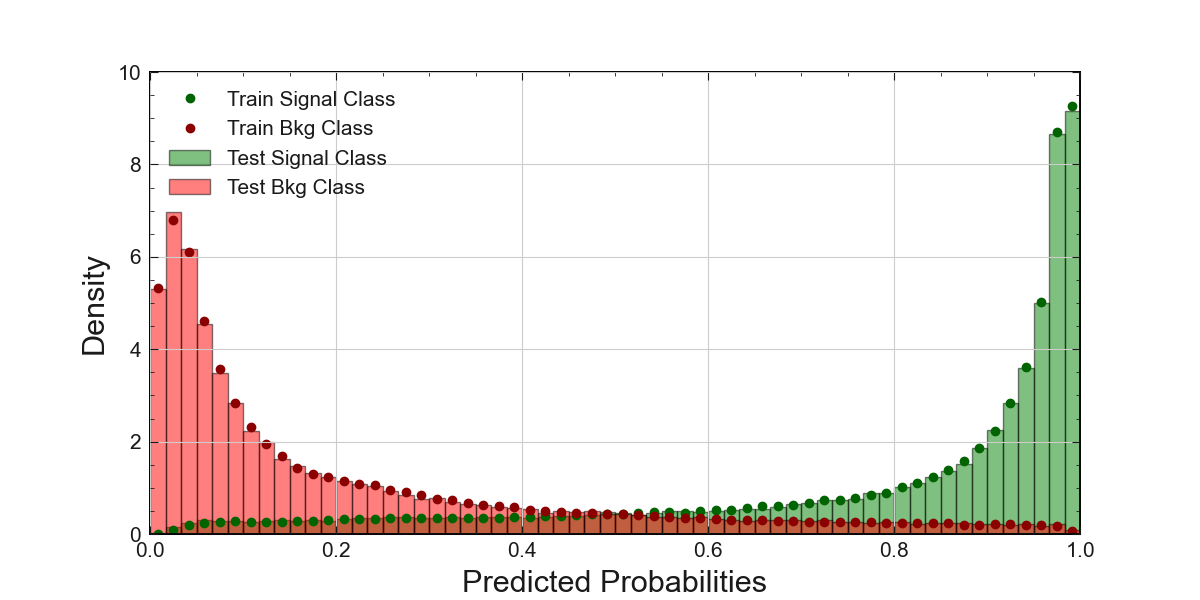 Train Signal Class
Train Bkg Class
Test Signal Class
Test Bkg Class
10
8
6
4
2
0
Density
0.0 0.2 0.4 0.6 0.8 1.0
Predicted Probabilities